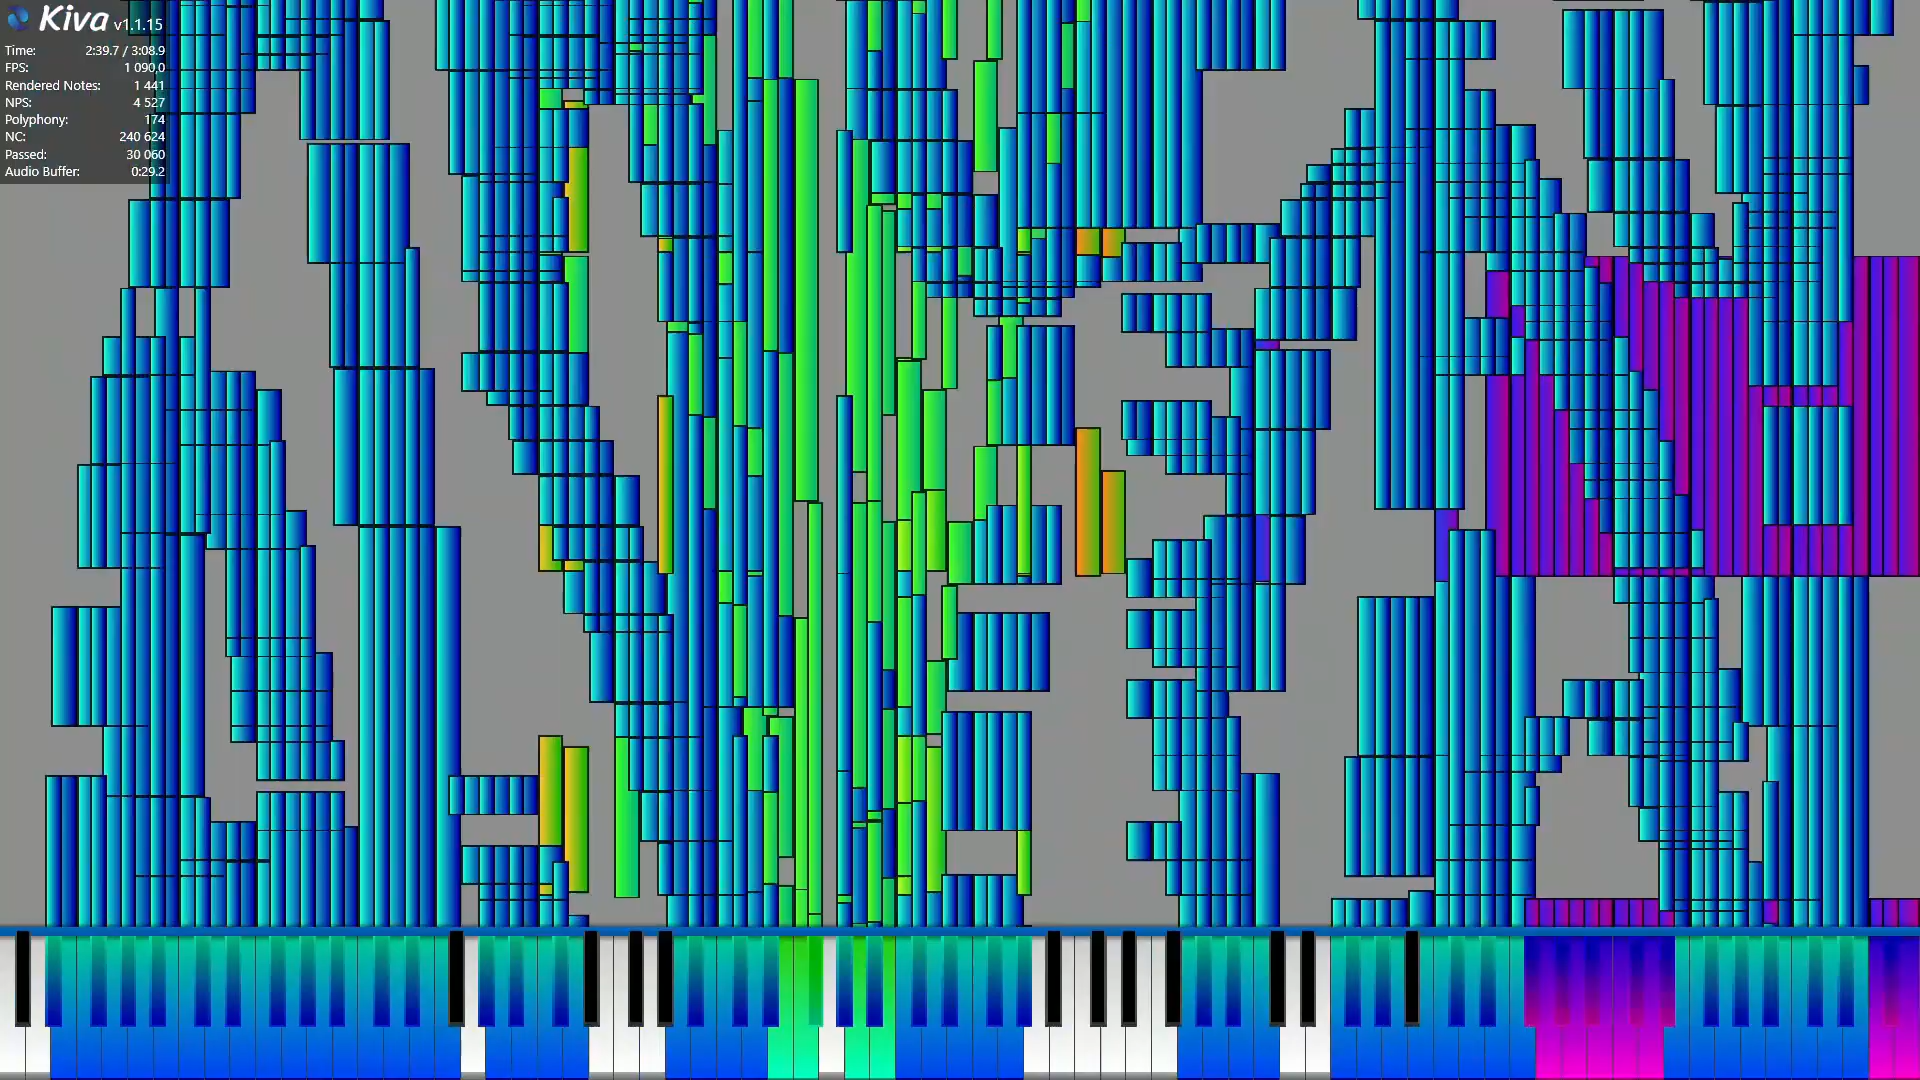 Kiva v1.1.15
Time: 2:39.7 / 3:08.9
FPS: 1 090,0
Rendered Notes: 1 441
NPS: 4 527
Polyphony: 174
NC: 240 624
Passed: 30 060
Audio Buffer: 0:29.2